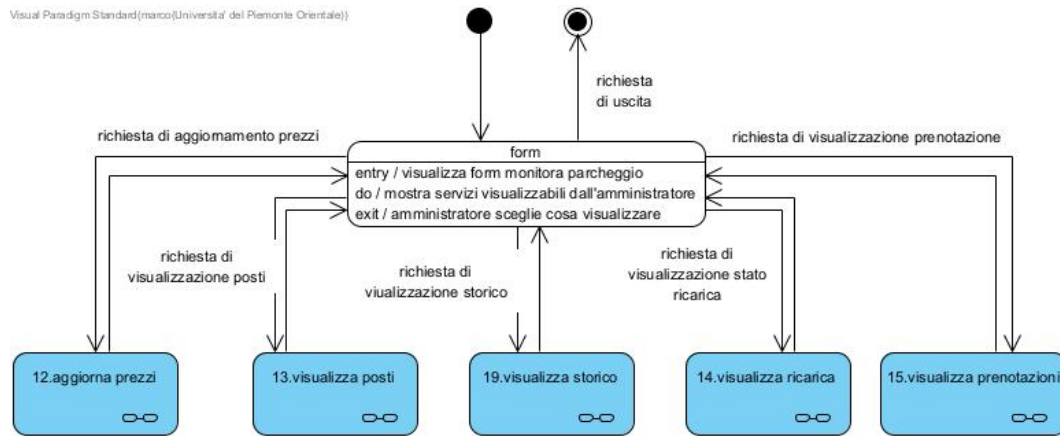 Visual Paradigm Standard(marco(Universita' del Piemonte Orientale))
richiesta
di uscita
richiesta di aggiornamento prezzi
richiesta di visualizzazione prenotazione
form
entry / visualizza form monitora parcheggio
do / mostra servizi visualizzabili dall'amministratore
exit / amministratore sceglie cosa visualizzare
richiesta di
visualizzazione posti
richiesta di
viualizzazione storico
richiesta di
visualizzazione stato
ricarica
12.aggiorna prezzi
13.visualizza posti
19.visualizza storico
14.visualizza ricarica
15.visualizza prenotazioni